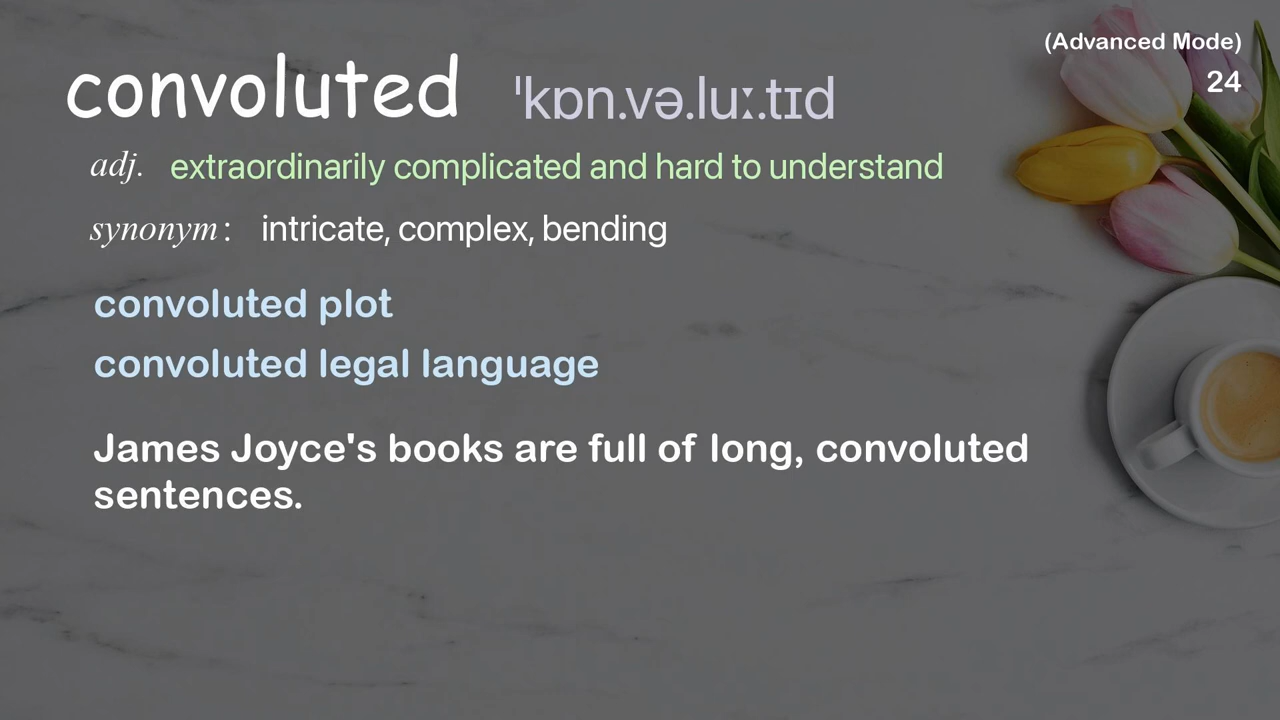 (Advanced Mode)
24
convoluted ˈkɒn.və.luː.tɪd
adj. extraordinarily complicated and hard to understand
synonym: intricate, complex, bending
convoluted plot
convoluted legal language
James Joyce's books are full of long, convoluted
sentences.